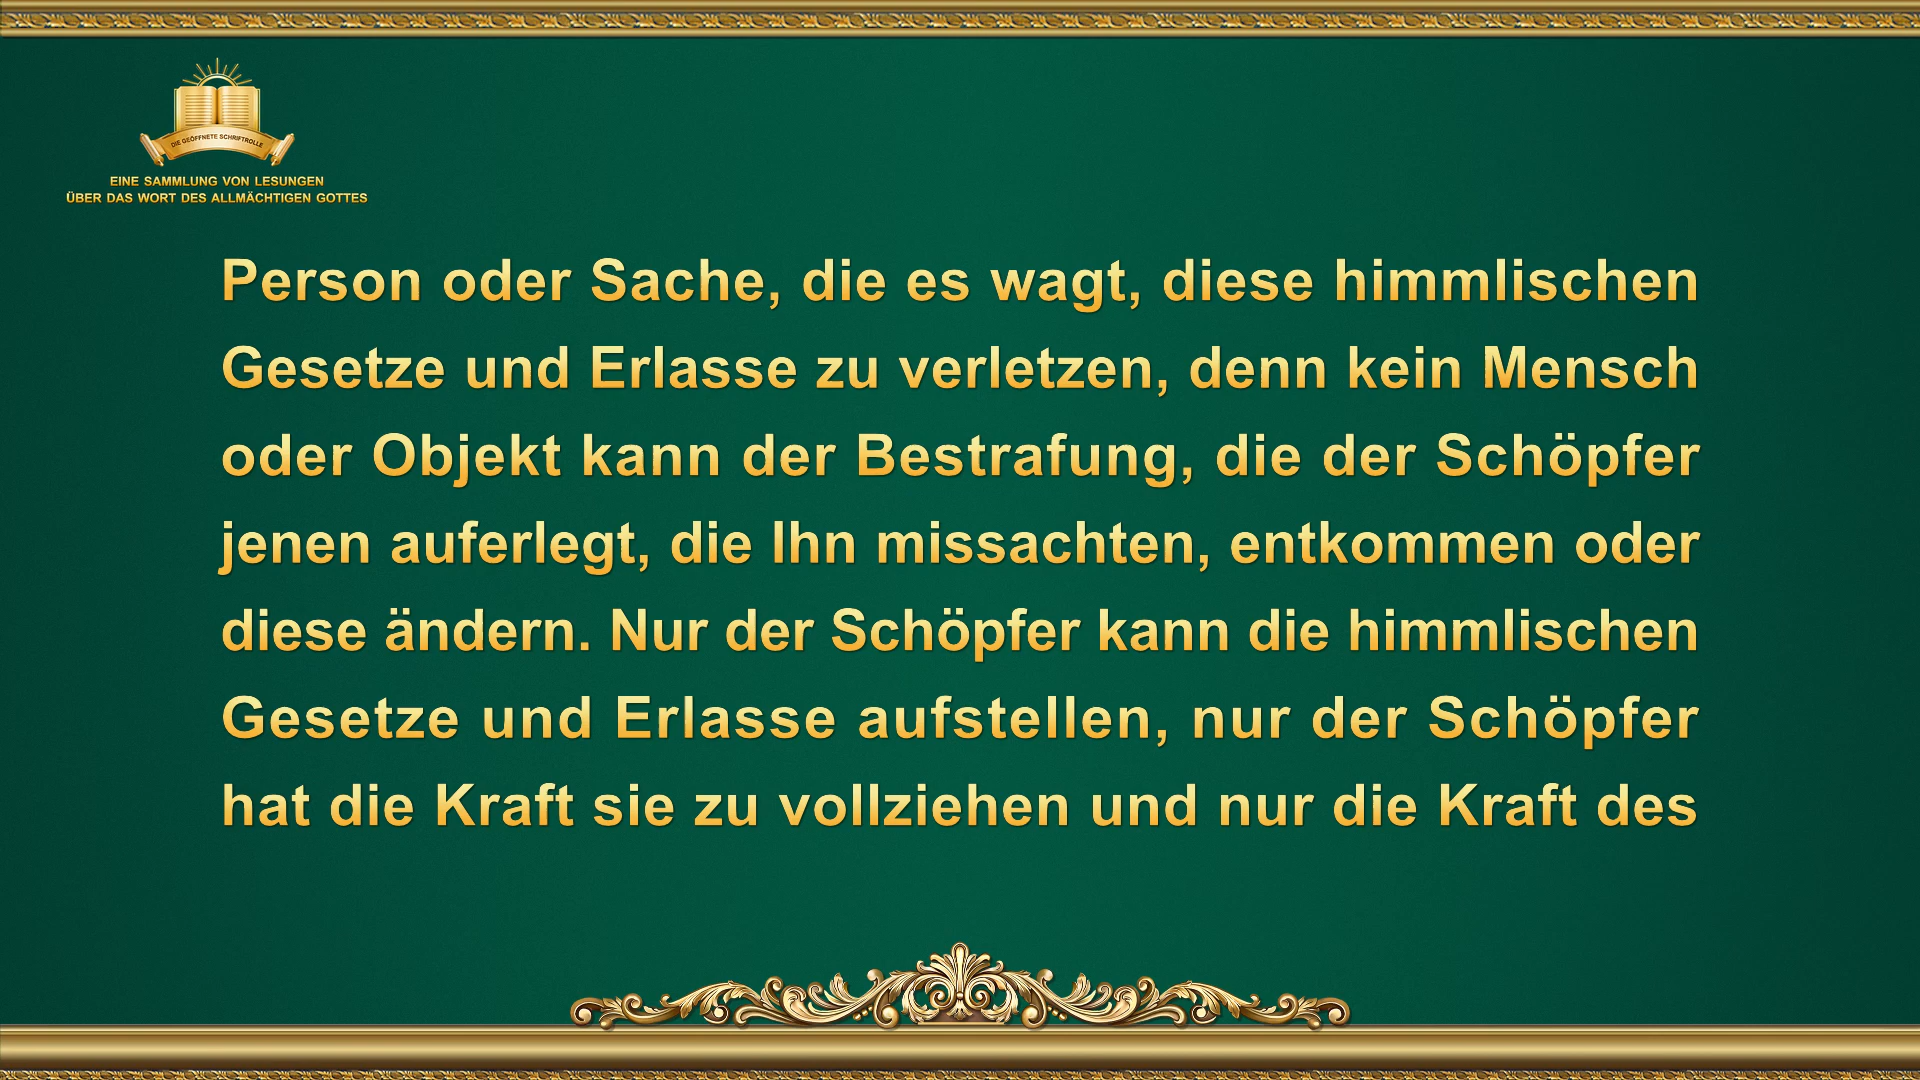 DIE GEÖFFNETE SCHRIFTROLLE
EINE SAMMLUNG VON LESUNGEN
ÜBER DAS WORT DES ALLMÄCHTIGEN GOTTES
Person oder Sache, die es wagt, diese himmlischen
Gesetze und Erlasse zu verletzen, denn kein Mensch
oder Objekt kann der Bestrafung, die der Schöpfer
jenen auferlegt, die Ihn missachten, entkommen oder
diese ändern. Nur der Schöpfer kann die himmlischen
Gesetze und Erlasse aufstellen, nur der Schöpfer
hat die Kraft sie zu vollziehen und nur die Kraft des